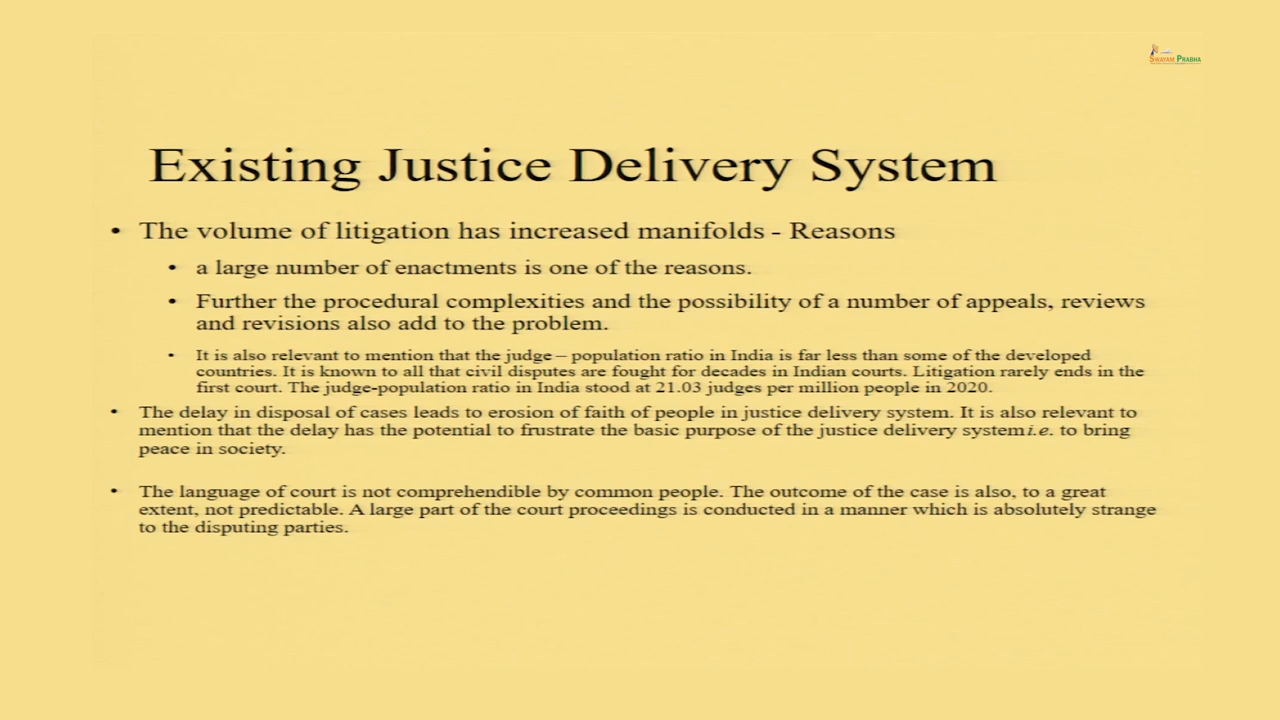 SWAYAM PRABHA
Existing Justice Delivery System
• The volume of litigation has increased manifolds - Reasons
• a large number of enactments is one of the reasons.
• Further the procedural complexities and the possibility of a number of appeals, reviews
and revisions also add to the problem.
• It is also relevant to mention that the judge – population ratio in India is far less than some of the developed
countries. It is known to all that civil disputes are fought for decades in Indian courts. Litigation rarely ends in the
first court. The judge-population ratio in India stood at 21.03 judges per million people in 2020.
• The delay in disposal of cases leads to erosion of faith of people in justice delivery system. It is also relevant to
mention that the delay has the potential to frustrate the basic purpose of the justice delivery system i.e. to bring
peace in society.
• The language of court is not comprehendible by common people. The outcome of the case is also, to a great
extent, not predictable. A large part of the court proceedings is conducted in a manner which is absolutely strange
to the disputing parties.